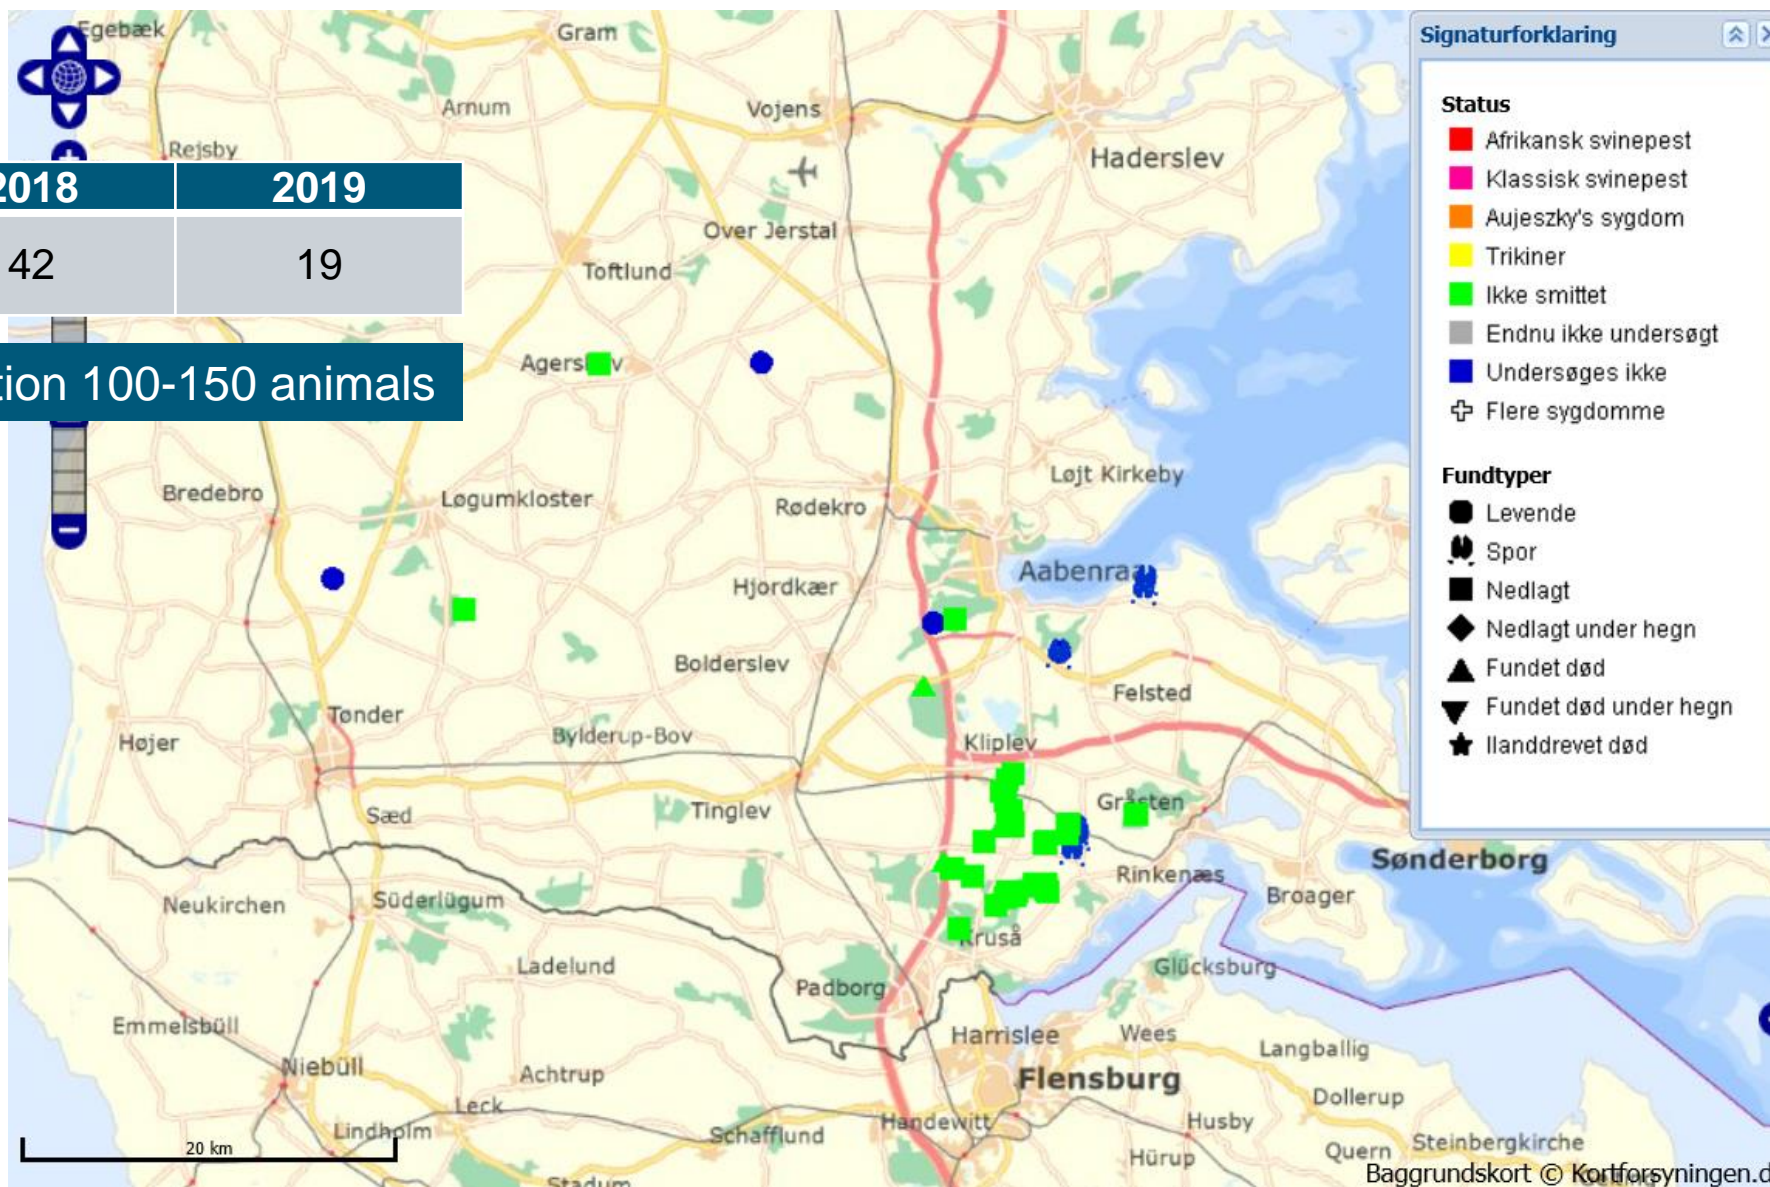 Egebæk
Gram
Arnum
Vojens
Rejsby
Haderslev
2018 2019
42 19
Over Jerstal
Toftlund
tion 100-150 animals
Løjt Kirkeby
Bredebro
Løgumkloster
Rødekro
Hjordkær
Bolderslev
Felsted
Tønder
Højer
Bylderup-Bov
Kliplev
Gråsten
Sæd
Tinglev
Sønderborg
Rinkenæs
Broager
Neukirchen
Süderlügum
Kruså
Ladelund
Glücksburg
Padborg
Emmelsbüll
Harrislee
Wees
Langballig
Niebüll
Achtrup
Flensburg
Dollerup
Leck
Lindholm
Schafflund
Handewitt
Husby
Steinbergkirche
Hürup
Quern
Stadum
20 km
Signaturforklaring
Status
Afrikansk svinepest
Klassisk svinepest
Aujeszky's sygdom
Trikiner
Ikke smittet
Endnu ikke undersøgt
Undersøges ikke
Flere sygdomme
Fundtyper
Levende
Spor
Nedlagt
Nedlagt under hegn
Fundet død
Fundet død under hegn
Ilanddrevet død
Baggrundskort © Kortforsyningen.d